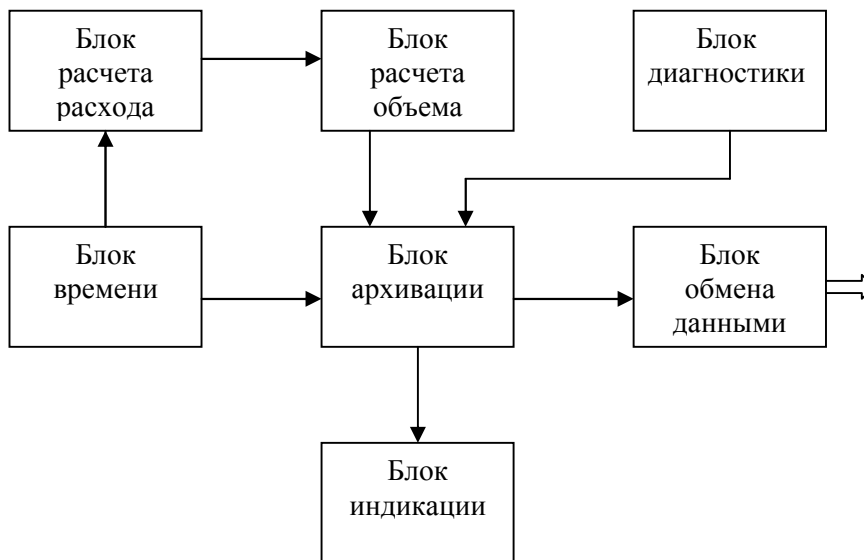 Блок
расчета
расхода
Блок
расчета
объема
Блок
диагностики
Блок
времени
Блок
архивации
Блок
обмена
данными
Блок
индикации